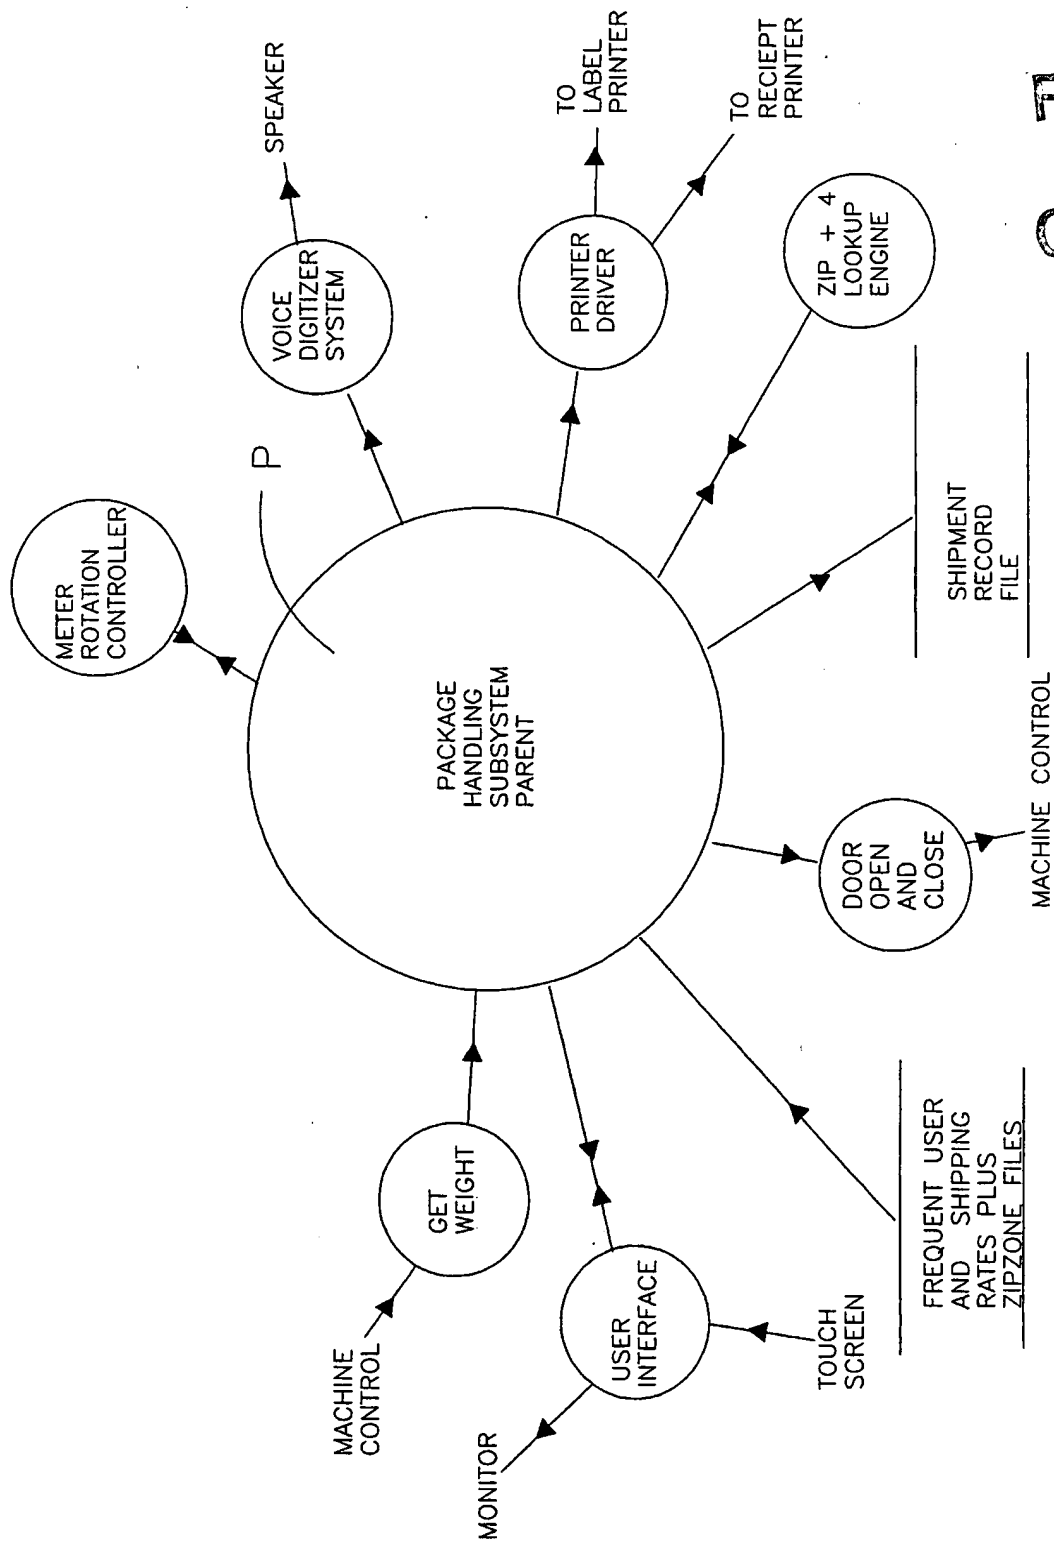 METER
ROTATION
CONTROLLER
P
SPEAKER
VOICE
DIGITIZER
SYSTEM
MACHINE
CONTROL
GET
WEIGHT
PACKAGE
HANDLING
SUBSYSTEM
PARENT
MONITOR
TO
LABEL
PRINTER
PRINTER
DRIVER
USER
INTERFACE
TO
RECIEPT
PRINTER
TOUCH
SCREEN
ZIP + 4
LOOKUP
ENGINE
DOOR
OPEN
AND
CLOSE
FREQUENT USER
AND SHIPPING
RATES PLUS
ZIPZONE FILES
SHIPMENT
RECORD
FILE
MACHINE CONTROL